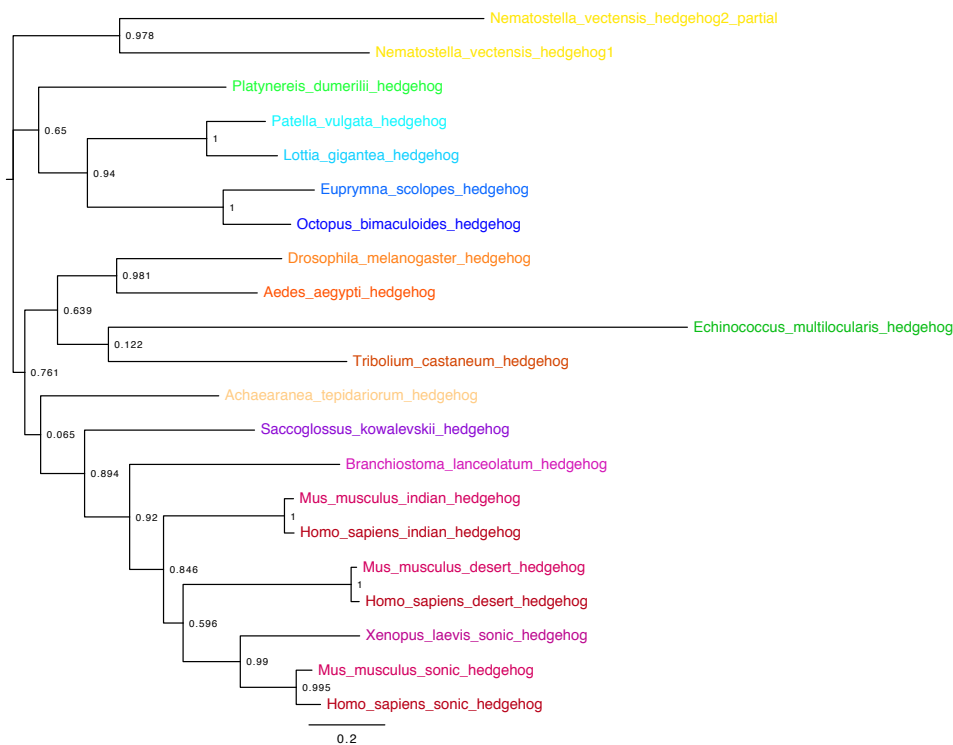 Nematostella_vectensis_hedgehog2_partial
0.978
Nematostella_vectensis_hedgehog1
Platynereis_dumerilii_hedgehog
0.65
Patella_vulgata_hedgehog
1
Lottia_gigantea_hedgehog
0.94
Euprymna_scolopes_hedgehog
1
Octopus_bimaculoides_hedgehog
Drosophila_melanogaster_hedgehog
0.981
Aedes_aegypti_hedgehog
0.639
Echinococcus_multilocularis_hedgehog
0.122
Tribolium_castaneum_hedgehog
0.761
Achaearanea_tepidariorum_hedgehog
0.065
Saccoglossus_kowalevskii_hedgehog
0.894
Branchiostoma_lanceolatum_hedgehog
0.92
Mus_musculus_indian_hedgehog
1
Homo_sapiens_indian_hedgehog
0.846
Mus_musculus_desert_hedgehog
1
Homo_sapiens_desert_hedgehog
0.596
Xenopus_laevis_sonic_hedgehog
0.99
Mus_musculus_sonic_hedgehog
0.995
Homo_sapiens_sonic_hedgehog
0.2